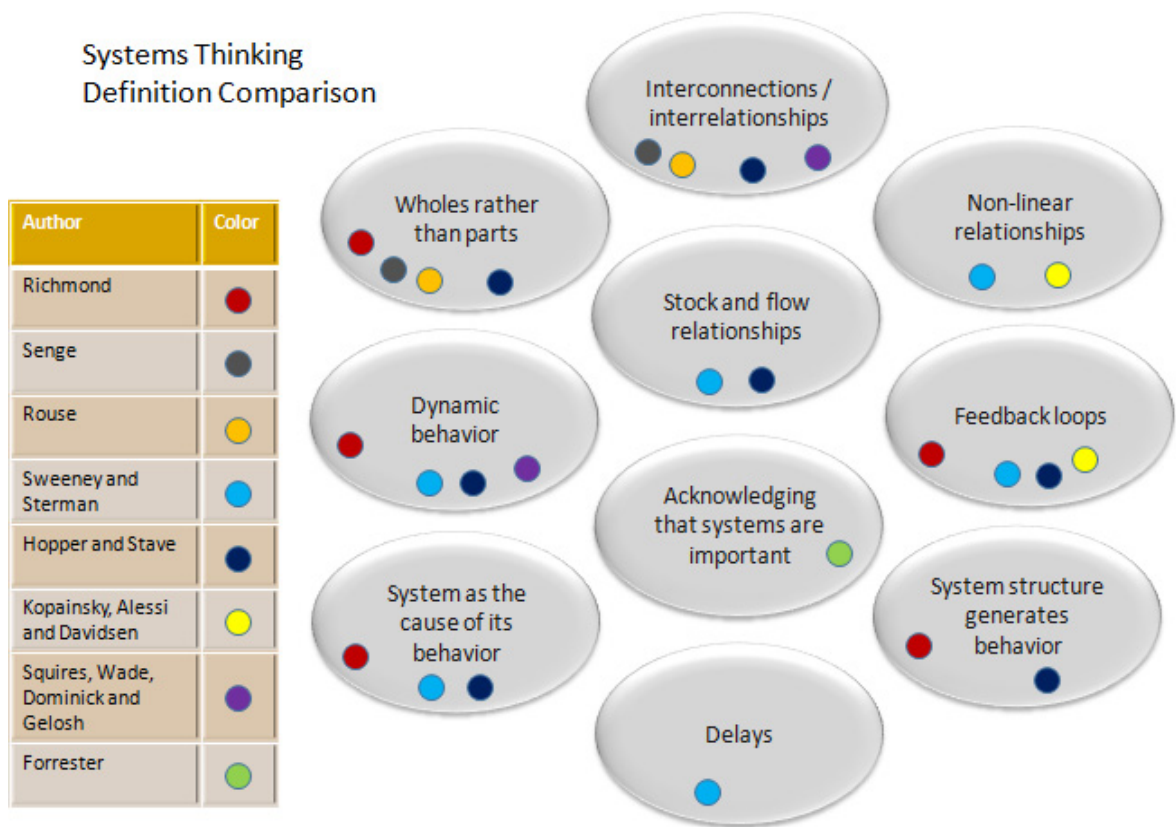 Systems Thinking
Definition Comparison
Author Color
Richmond
Senge
Rouse
Sweeney and
Sterman
Hopper and Stave
Kopainsky, Alessi
and Davidsen
Squires, Wade,
Dominick and
Gelosh
Forrester
Interconnections /
interrelationships
Wholes rather
than parts
Non-linear
relationships
Stock and flow
relationships
Dynamic
behavior
Feedback loops
Acknowledging
that systems are
important
System as the
cause of its
behavior
System structure
generates
behavior
Delays